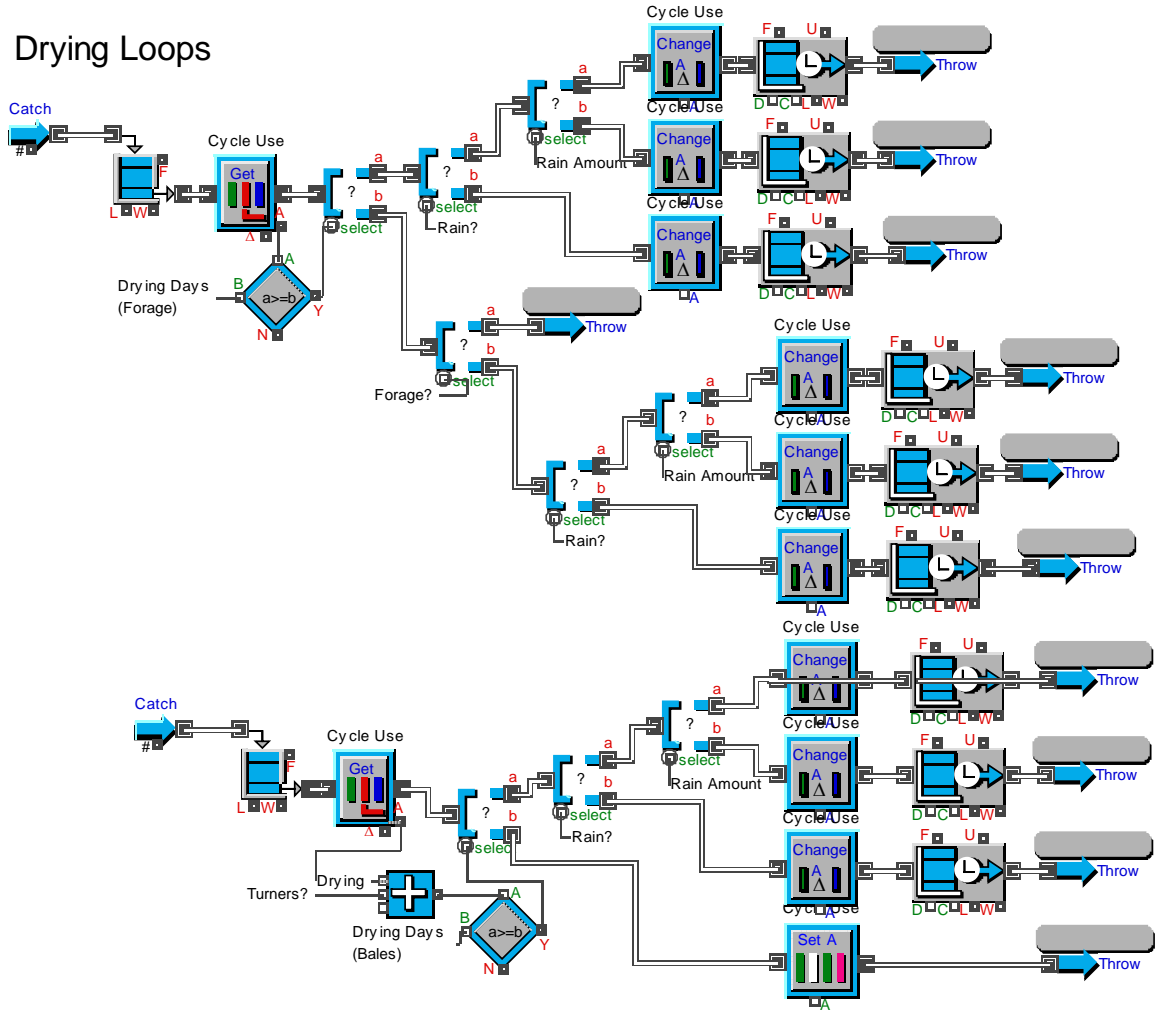 Drying Loops
Cycle Use
Change
A
Δ
A
F U
D C L W
Throw
Catch
#
F
L W
Cycle Use
Get
A
Δ
?
a
b
select
?
a
b
select
Rain?
?
a
b
select
Rain Amount
Cycle Use
Change
A
Δ
A
F U
D C L W
Throw
Cycle Use
Change
A
Δ
A
F U
D C L W
Throw
Drying Days
(Forage)
B
A
a>=b
Y
N
?
a
b
select
Forage?
Throw
Cycle Use
Change
A
Δ
A
F U
D C L W
Throw
?
a
b
select
Rain Amount
Cycle Use
Change
A
Δ
A
F U
D C L W
Throw
?
a
b
select
Rain?
Cycle Use
Change
A
Δ
A
F U
D C L W
Throw
Cycle Use
Change
A
Δ
A
F U
D C L W
Throw
Catch
#
F
L W
Cycle Use
Get
A
Δ
?
a
b
select
?
a
b
select
Rain?
?
a
b
select
Rain Amount
Cycle Use
Change
A
Δ
A
F U
D C L W
Throw
Cycle Use
Change
A
Δ
A
F U
D C L W
Throw
Turners?
Drying
Drying Days
(Bales)
B
A
a>=b
Y
N
Cycle Use
Set A
A
Throw